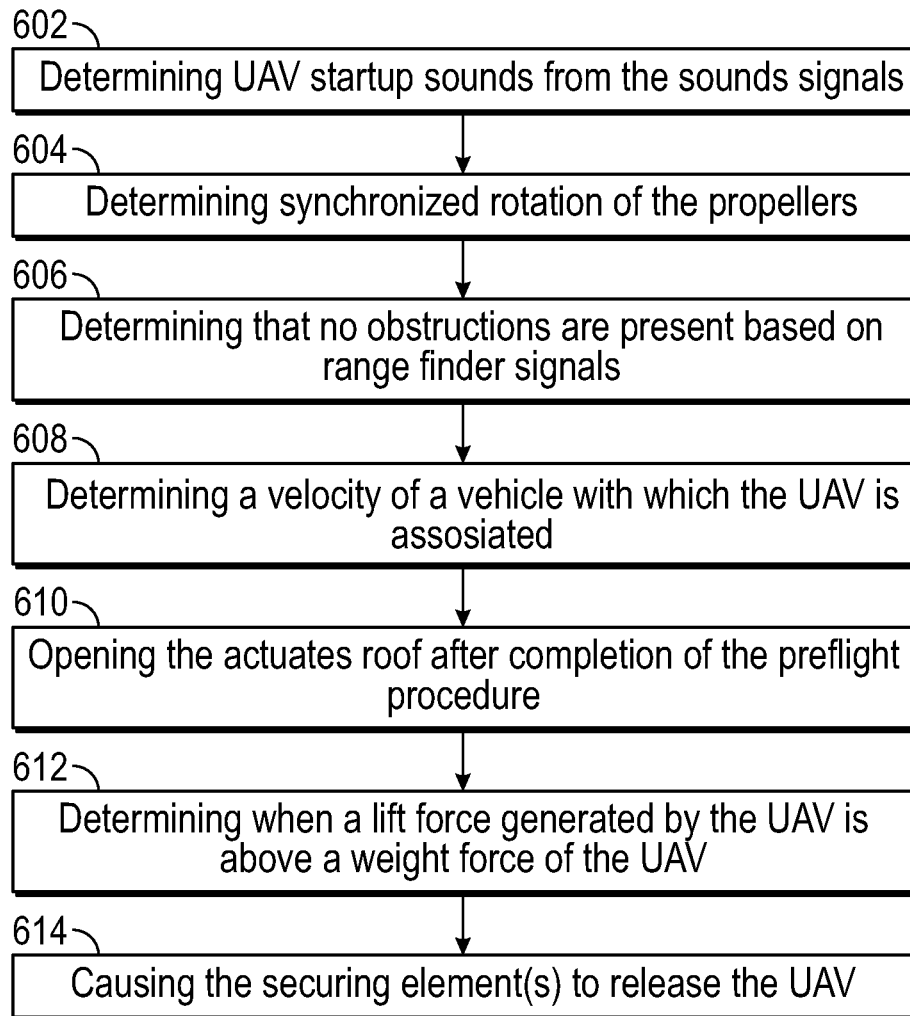 602
Determining UAV startup sounds from the sounds signals
604
Determining synchronized rotation of the propellers
606
Determining that no obstructions are present based on
range finder signals
608
Determining a velocity of a vehicle with which the UAV is
assosiated
610
Opening the actuates roof after completion of the preflight
procedure
612
Determining when a lift force generated by the UAV is
above a weight force of the UAV
614
Causing the securing element(s) to release the UAV